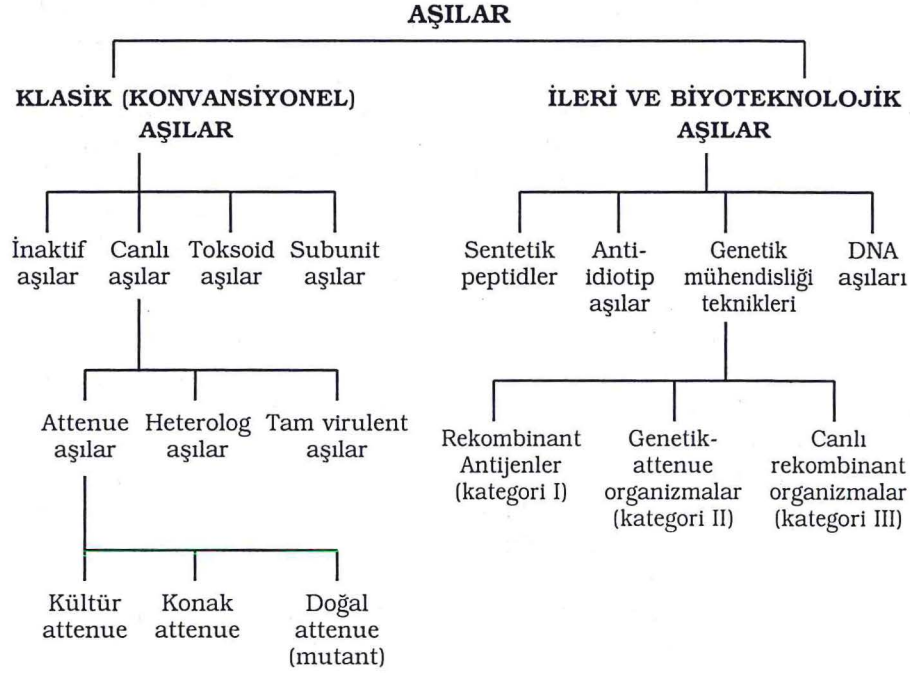 AŞILAR
KLASİK (KONVANSİYONEL)
AŞILAR
İLERİ VE BİYOTEKNOLOJİK
AŞILAR
İnaktif
aşılar
Canlı
aşılar
Toksoid
aşılar
Subunit
aşılar
Sentetik
peptidler
Anti-
idiotip
aşılar
Genetik
mühendisliği
teknikleri
DNA
aşıları
Attenue
aşılar
Heterolog
aşılar
Tam virulent
aşılar
Rekombinant
Antijenler
(kategori I)
Genetik-
attenue
organizmalar
(kategori II)
Canlı
rekombinant
organizmalar
(kategori III)
Kültür
attenue
Konak
attenue
Doğal
attenue
(mutant)